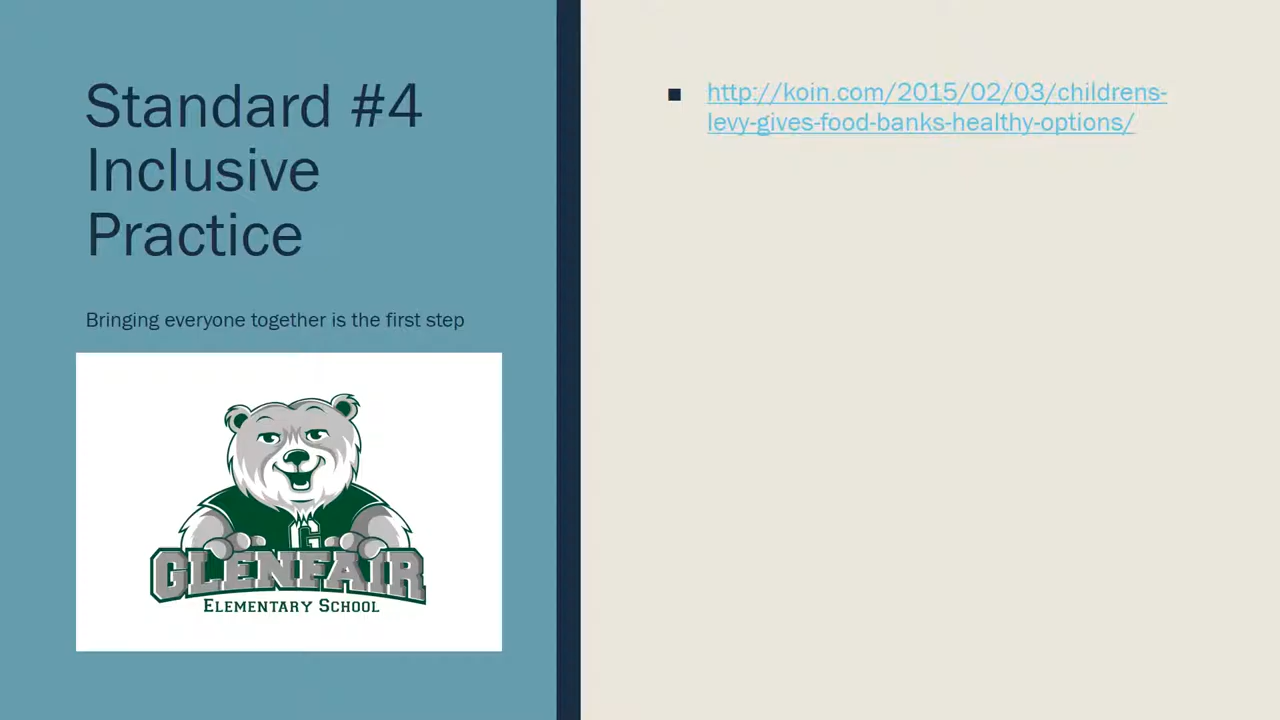 Standard #4
Inclusive
Practice
Bringing everyone together is the first step
G
GLENFAIR
ELEMENTARY SCHOOL
■ http://koin.com/2015/02/03/childrens-
levy-gives-food-banks-healthy-options/